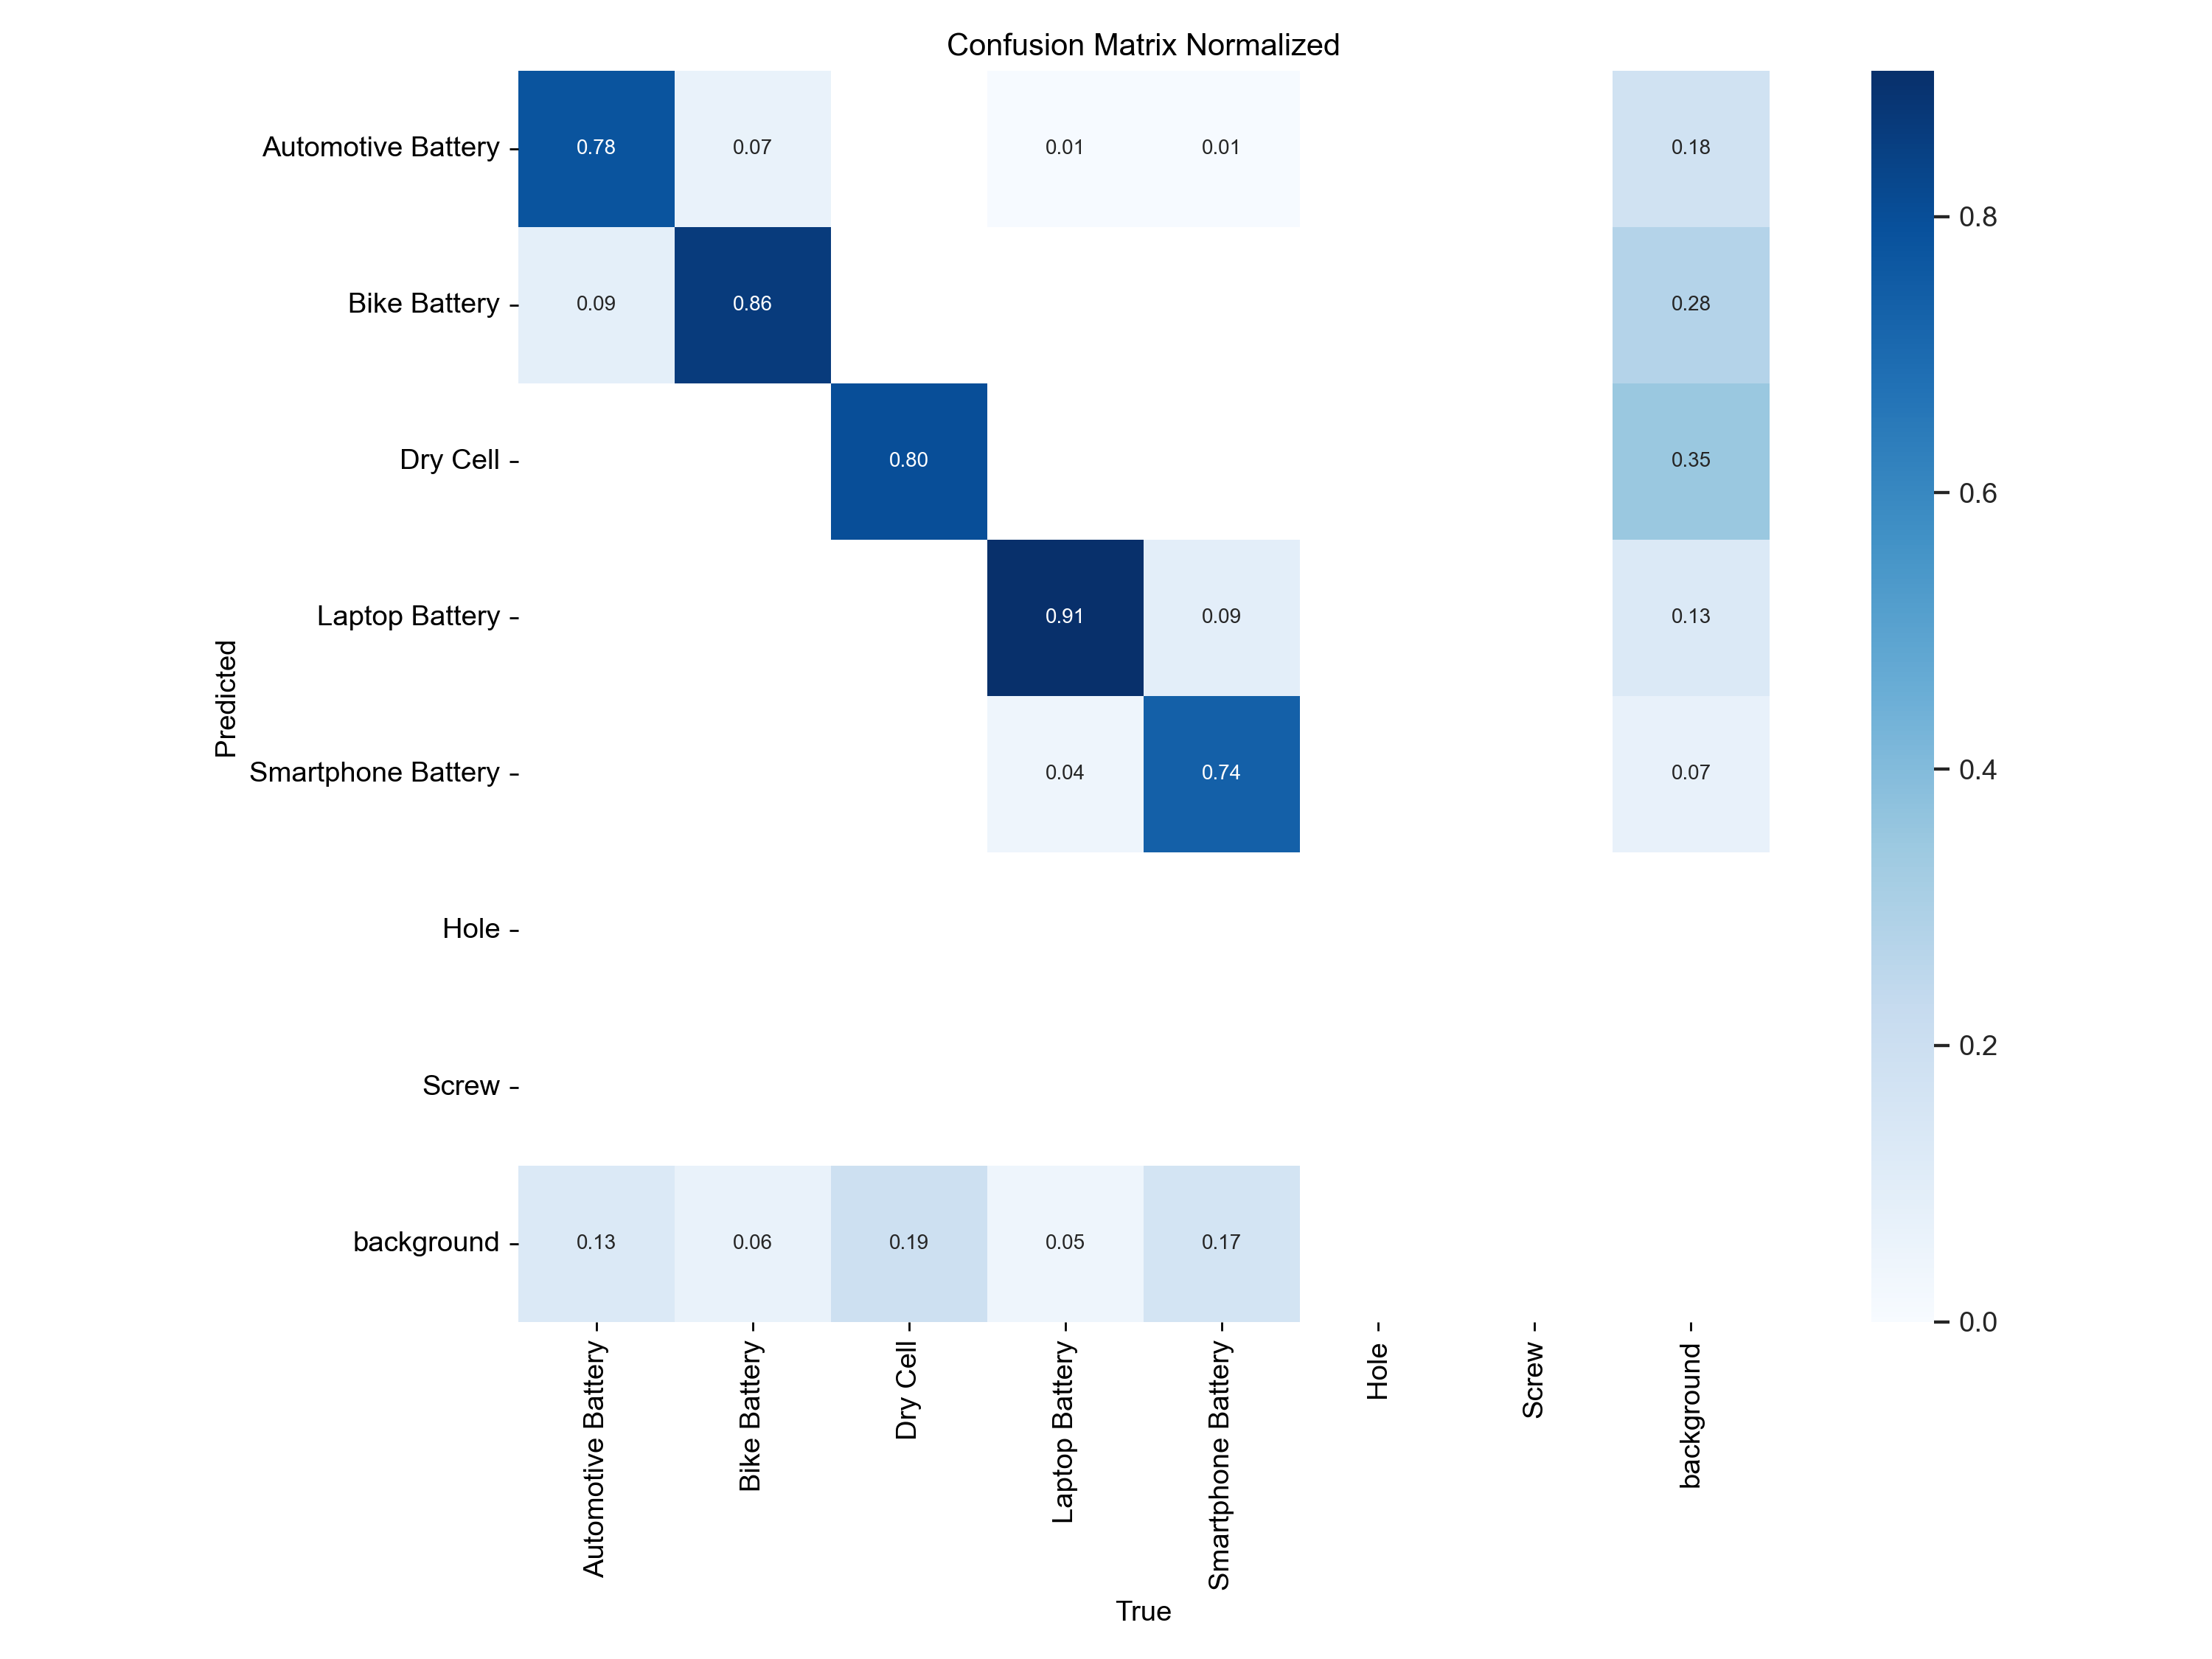 Confusion Matrix Normalized
Automotive Battery 0.78 0.07 0.01 0.01 0.18
0.8
Bike Battery 0.09 0.86 0.28
Dry Cell 0.80 0.35
0.6
Laptop Battery 0.91 0.09 0.13
Predicted
Smartphone Battery 0.04 0.74 0.07
0.4
Hole
Screw
0.2
background 0.13 0.06 0.19 0.05 0.17
0.0
Automotive Battery
Bike Battery
Dry Cell
Laptop Battery
Smartphone Battery
Hole
Screw
background
True